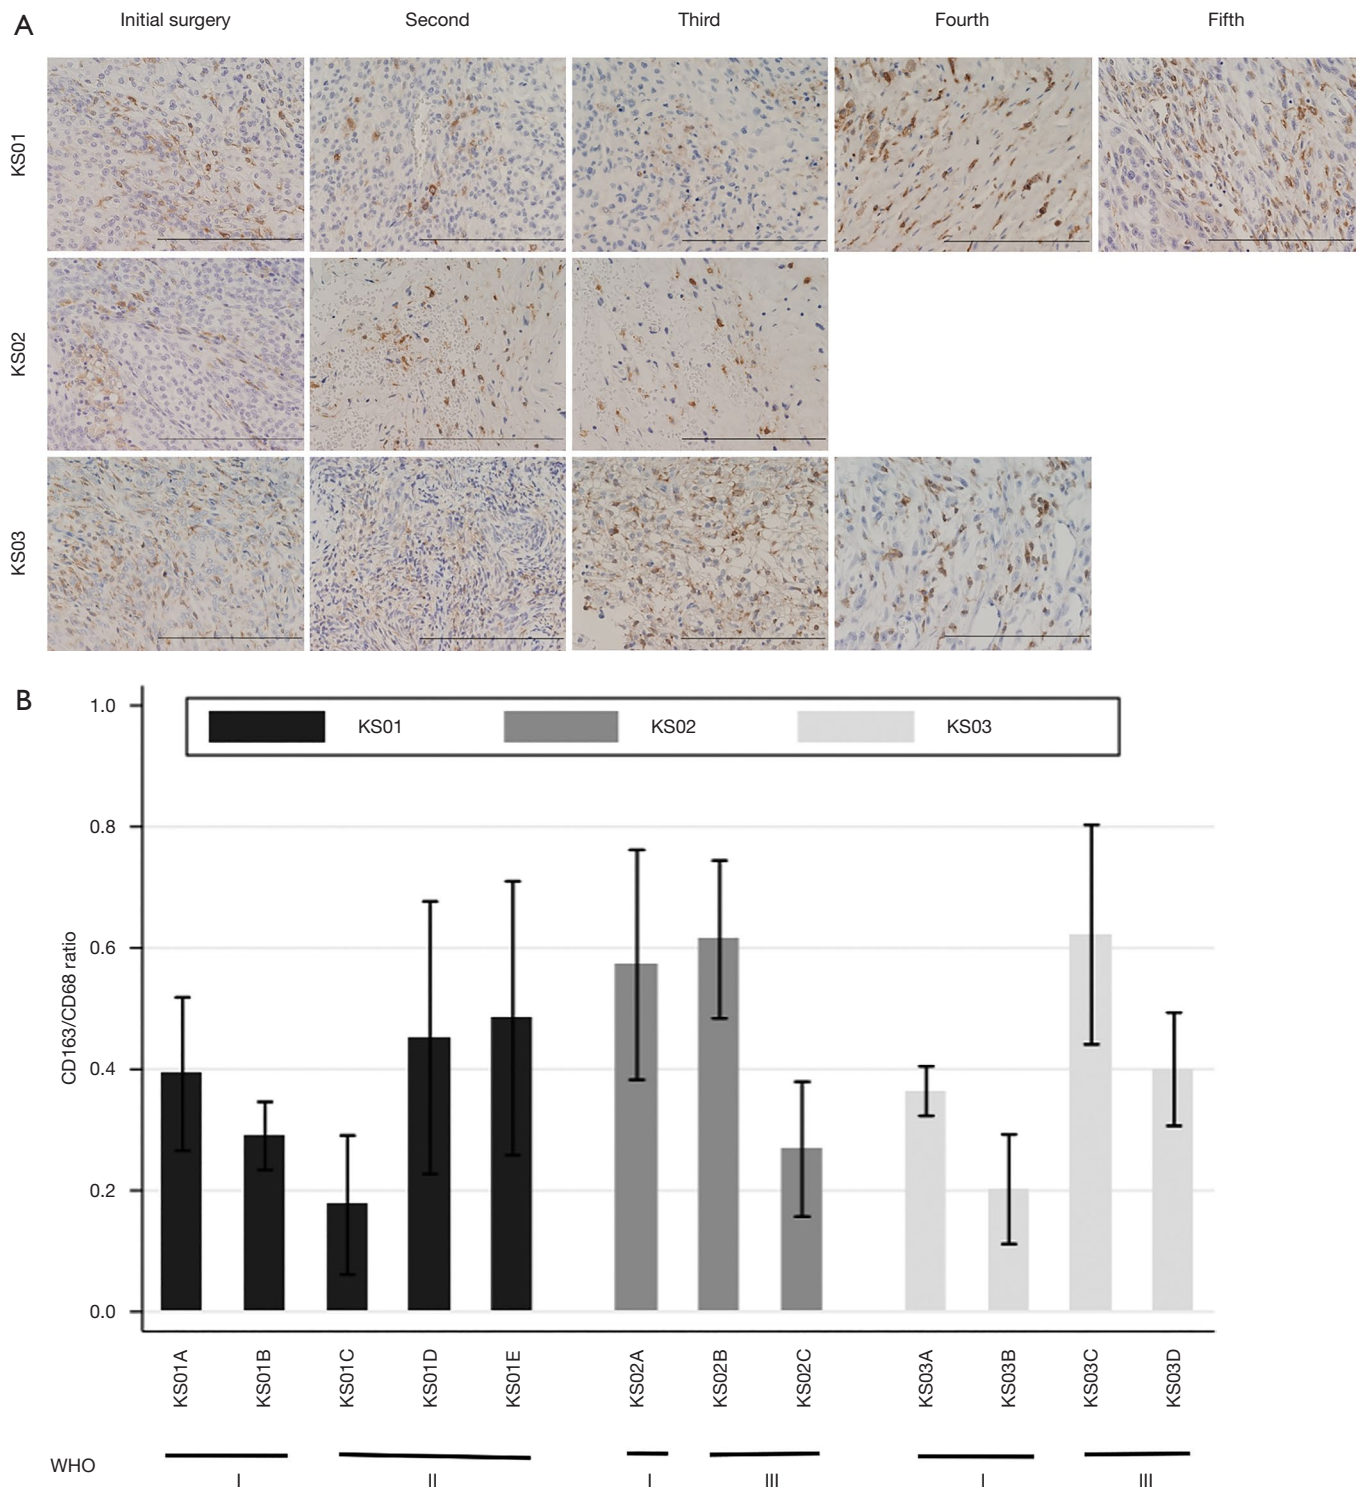 A
Initial surgery Second Third Fourth Fifth
KS01
KS02
KS03
B
1.0
KS01 KS02 KS03
0.8
0.6
0.4
0.2
0.0
CD163/CD68 ratio
KS01A KS01B KS01C KS01D KS01E KS02A KS02B KS02C KS03A KS03B KS03C KS03D
WHO
I II I III I III